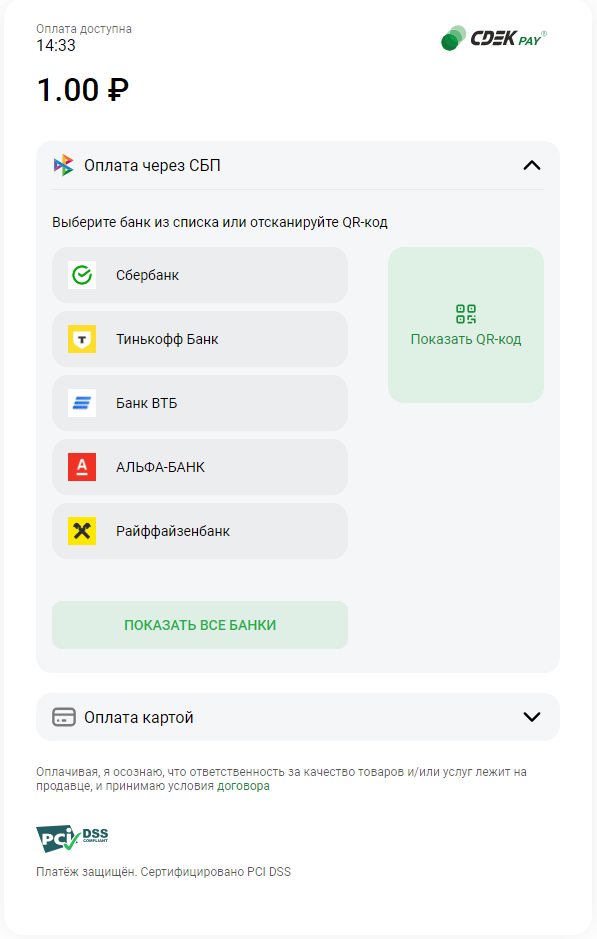 Оплата доступна
14:33
CDEK PAY®
1.00 ₽
Оплата через СБП
Выберите банк из списка или отсканируйте QR-код
Сбербанк
Показать QR-код
Тинькофф Банк
Банк ВТБ
А АЛЬФА-БАНК
Райффайзенбанк
ПОКАЗАТЬ ВСЕ БАНКИ
Оплата картой
Оплачивая, я осознаю, что ответственность за качество товаров и/или услуг лежит на
продавце, и принимаю условия договора
PCi DSS
COMPLIANT
Платёж защищён. Сертифицировано PCI DSS